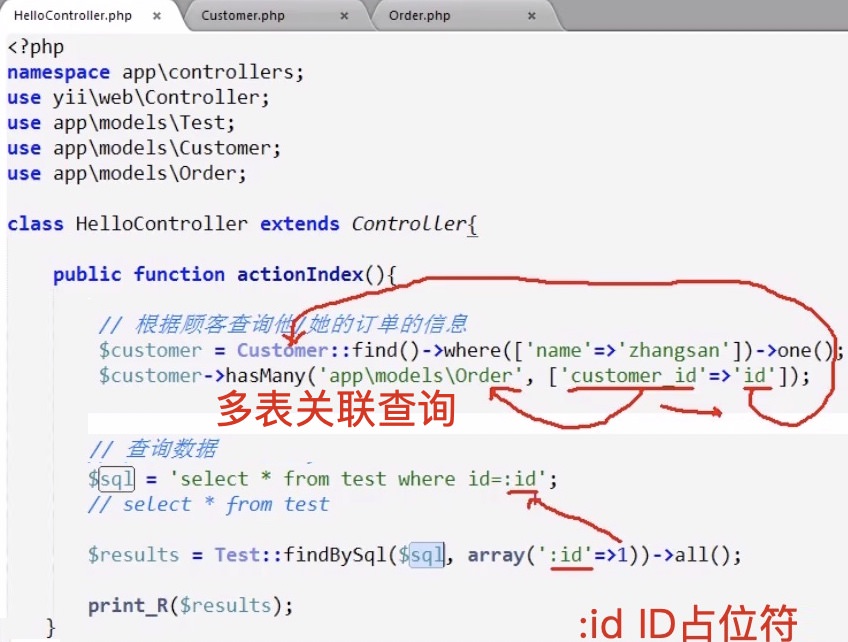 HelloController.php × Customer.php × Order.php ×
<?php
namespace app\controllers;
use yii\web\Controller;
use app\models\Test;
use app\models\Customer;
use app\models\Order;
class HelloController extends Controller{
public function actionIndex(){
// 根据顾客查询他/她的订单的信息
$customer = Customer::find()->where(['name'=>'zhangsan'])->one();
$customer->hasMany('app\models\Order', ['customer_id'=>'id']);
多表关联查询
// 查询数据
$sql = 'select * from test where id=:id';
// select * from test
$results = Test::findBySql($sql, array(':id'=>1))->all();
print_R($results);
}
:id ID占位符